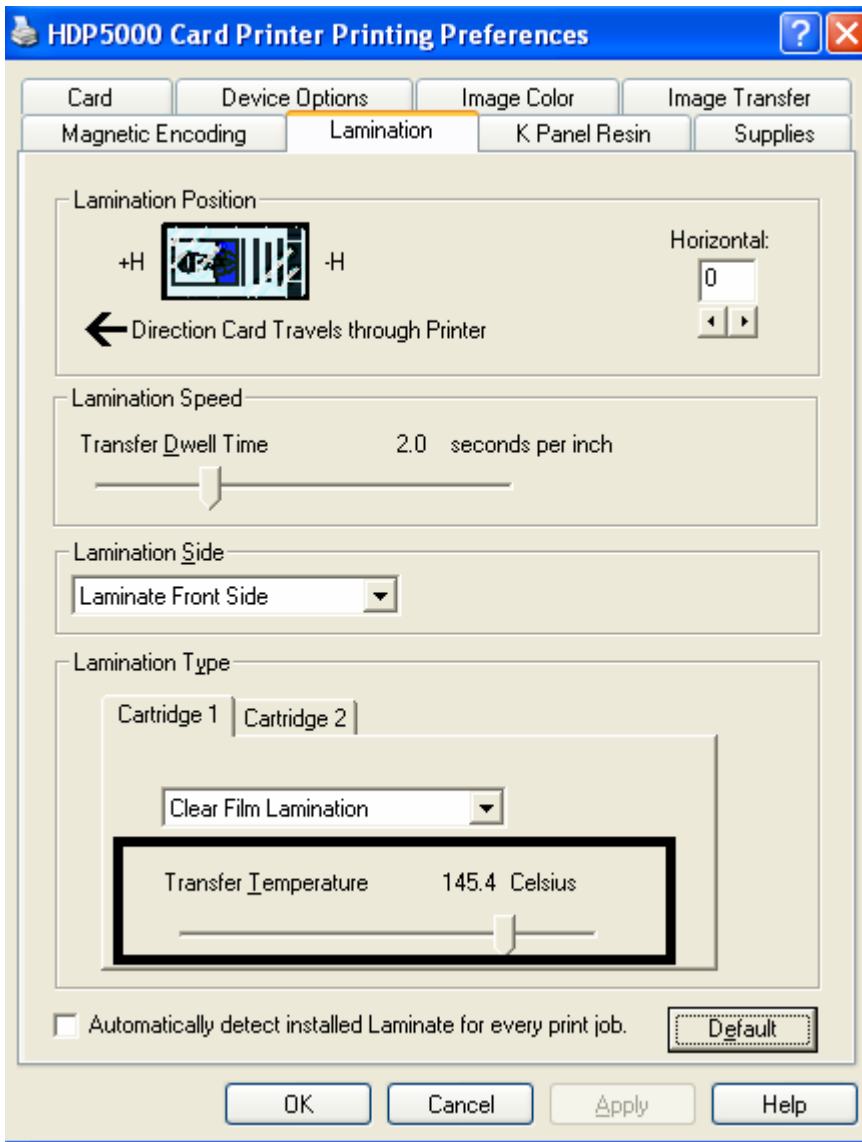 HDP5000 Card Printer Printing Preferences
Card Device Options Image Color Image Transfer
Magnetic Encoding Lamination K Panel Resin Supplies
Lamination Position
Horizontal:
+H -H 0
Direction Card Travels through Printer
Lamination Speed
Transfer Dwell Time 2.0 seconds per inch
Lamination Side
Laminate Front Side
Lamination Type
Cartridge 1 Cartridge 2
Clear Film Lamination
Transfer Temperature 145.4 Celsius
Automatically detect installed Laminate for every print job. Default
OK Cancel Apply Help